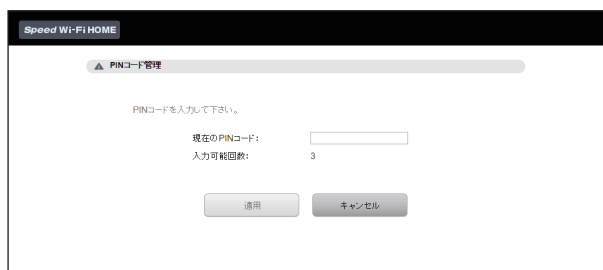 Speed Wi-Fi HOME
PINコード管理
PINコードを入力して下さい。
現在のPINコード：
入力可能回数： 3
適用 キャンセル